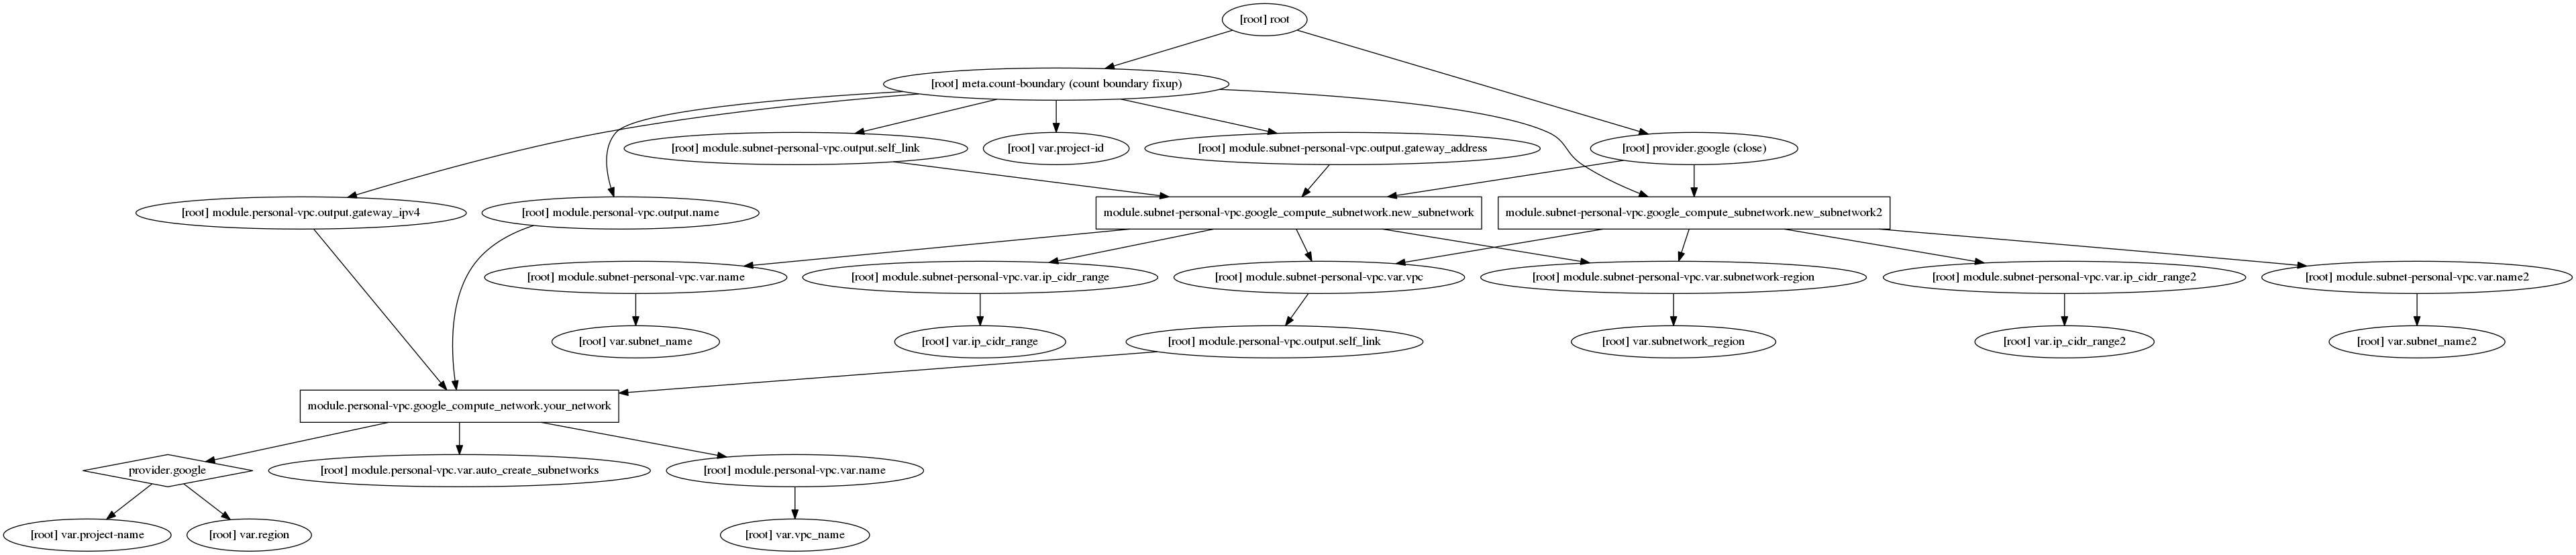 [root] root
[root] meta.count-boundary (count boundary fixup)
[root] module.subnet-personal-vpc.output.self_link
[root] var.project-id
[root] module.subnet-personal-vpc.output.gateway_address
[root] provider.google (close)
[root] module.personal-vpc.output.gateway_ipv4
[root] module.personal-vpc.output.name
module.subnet-personal-vpc.google_compute_subnetwork.new_subnetwork
module.subnet-personal-vpc.google_compute_subnetwork.new_subnetwork2
[root] module.subnet-personal-vpc.var.name
[root] module.subnet-personal-vpc.var.ip_cidr_range
[root] module.subnet-personal-vpc.var.vpc
[root] module.subnet-personal-vpc.var.subnetwork-region
[root] module.subnet-personal-vpc.var.ip_cidr_range2
[root] module.subnet-personal-vpc.var.name2
[root] var.subnet_name
[root] var.ip_cidr_range
[root] module.personal-vpc.output.self_link
[root] var.subnetwork_region
[root] var.ip_cidr_range2
[root] var.subnet_name2
module.personal-vpc.google_compute_network.your_network
provider.google
[root] module.personal-vpc.var.auto_create_subnetworks
[root] module.personal-vpc.var.name
[root] var.project-name
[root] var.region
[root] var.vpc_name